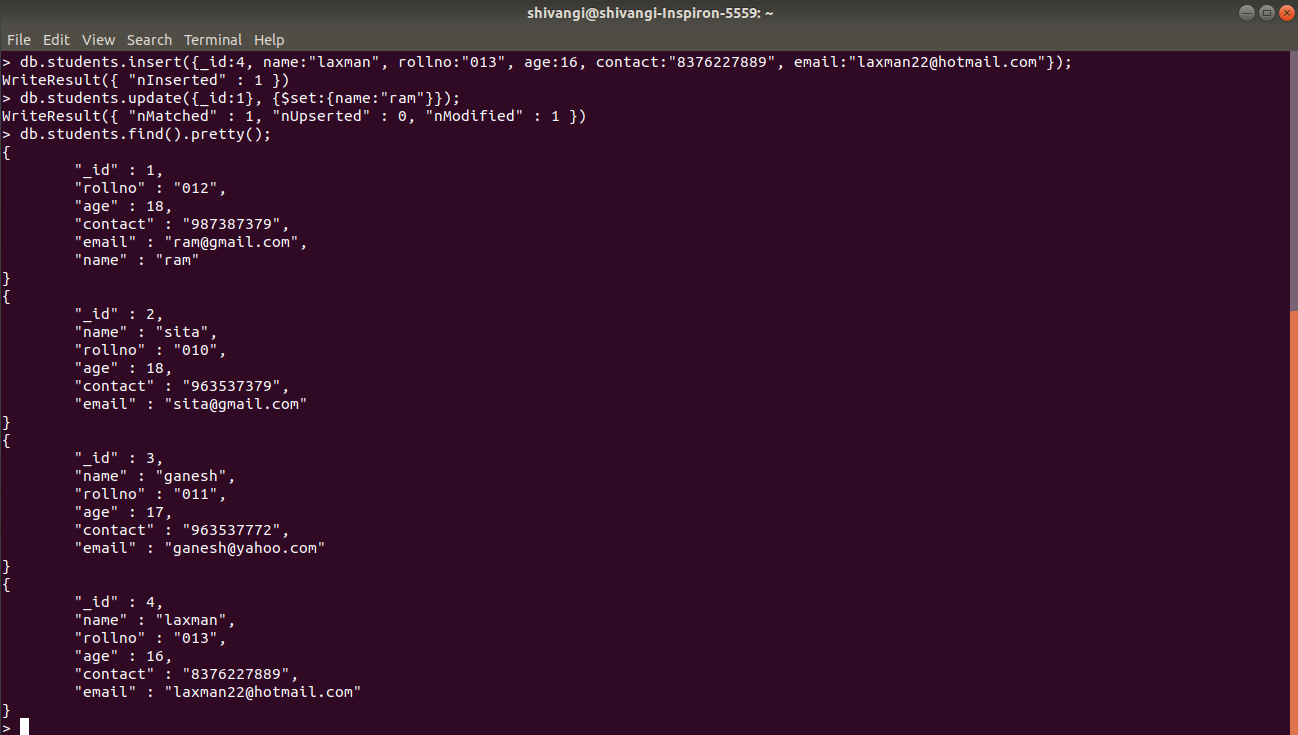 shivangi@shivangi-Inspiron-5559: ~
File Edit View Search Terminal Help
> db.students.insert({_id:4, name:"laxman", rollno:"013", age:16, contact:"8376227889", email:"laxman22@hotmail.com"});
WriteResult({ "nInserted" : 1 })
> db.students.update({_id:1}, {$set:{name:"ram"}});
WriteResult({ "nMatched" : 1, "nUpserted" : 0, "nModified" : 1 })
> db.students.find().pretty();
{
        "_id" : 1,
        "rollno" : "012",
        "age" : 18,
        "contact" : "987387379",
        "email" : "ram@gmail.com",
        "name" : "ram"
}
{
        "_id" : 2,
        "name" : "sita",
        "rollno" : "010",
        "age" : 18,
        "contact" : "963537379",
        "email" : "sita@gmail.com"
}
{
        "_id" : 3,
        "name" : "ganesh",
        "rollno" : "011",
        "age" : 17,
        "contact" : "963537772",
        "email" : "ganesh@yahoo.com"
}
{
        "_id" : 4,
        "name" : "laxman",
        "rollno" : "013",
        "age" : 16,
        "contact" : "8376227889",
        "email" : "laxman22@hotmail.com"
}
>